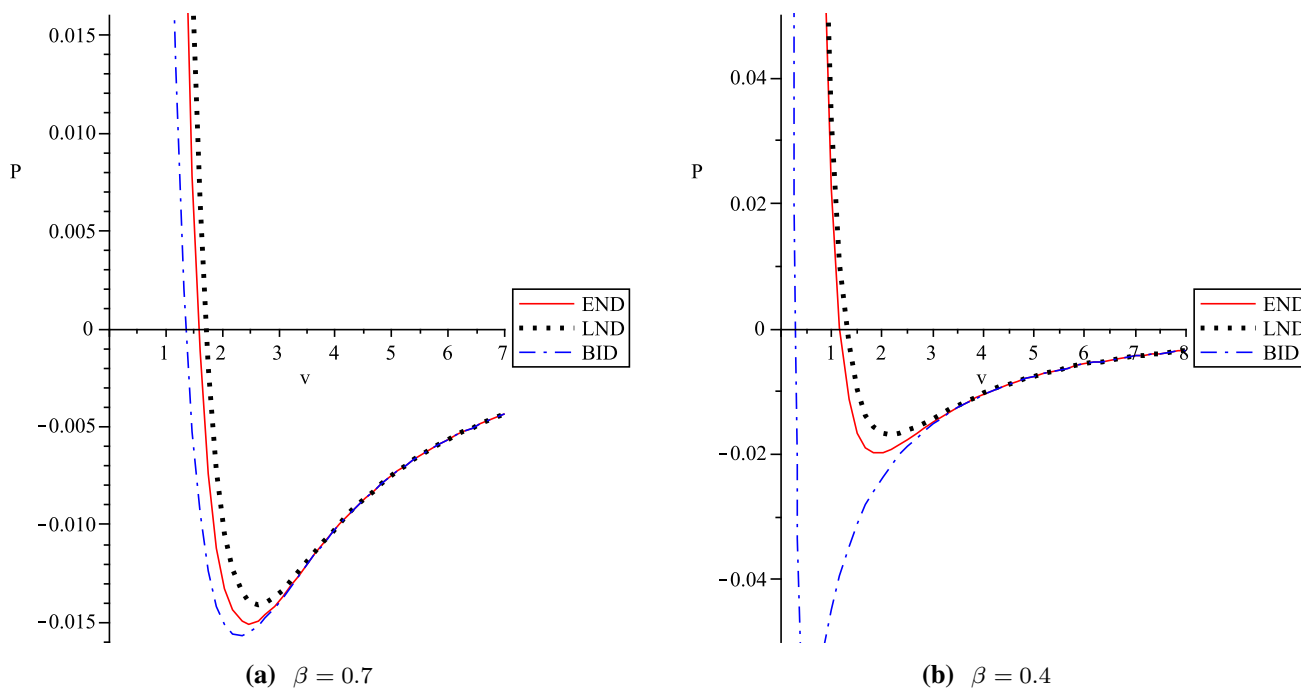 0.015
0.010
P
0.005
END
LND
BID
0
1 2 3 4 5 6 7
v
−0.005
−0.010
−0.015
(a) β = 0.7
0.04
P
0.02
END
LND
BID
0
1 2 3 4 5 6 7 8
v
−0.02
−0.04
(b) β = 0.4